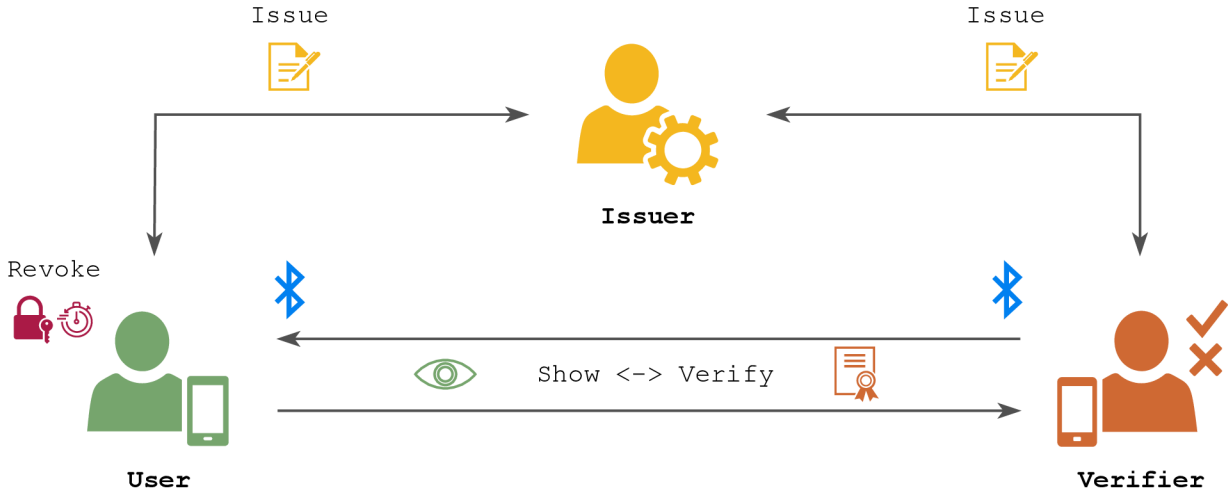 Issue
Issue
Issuer
Revoke
Show <-> Verify
User
Verifier